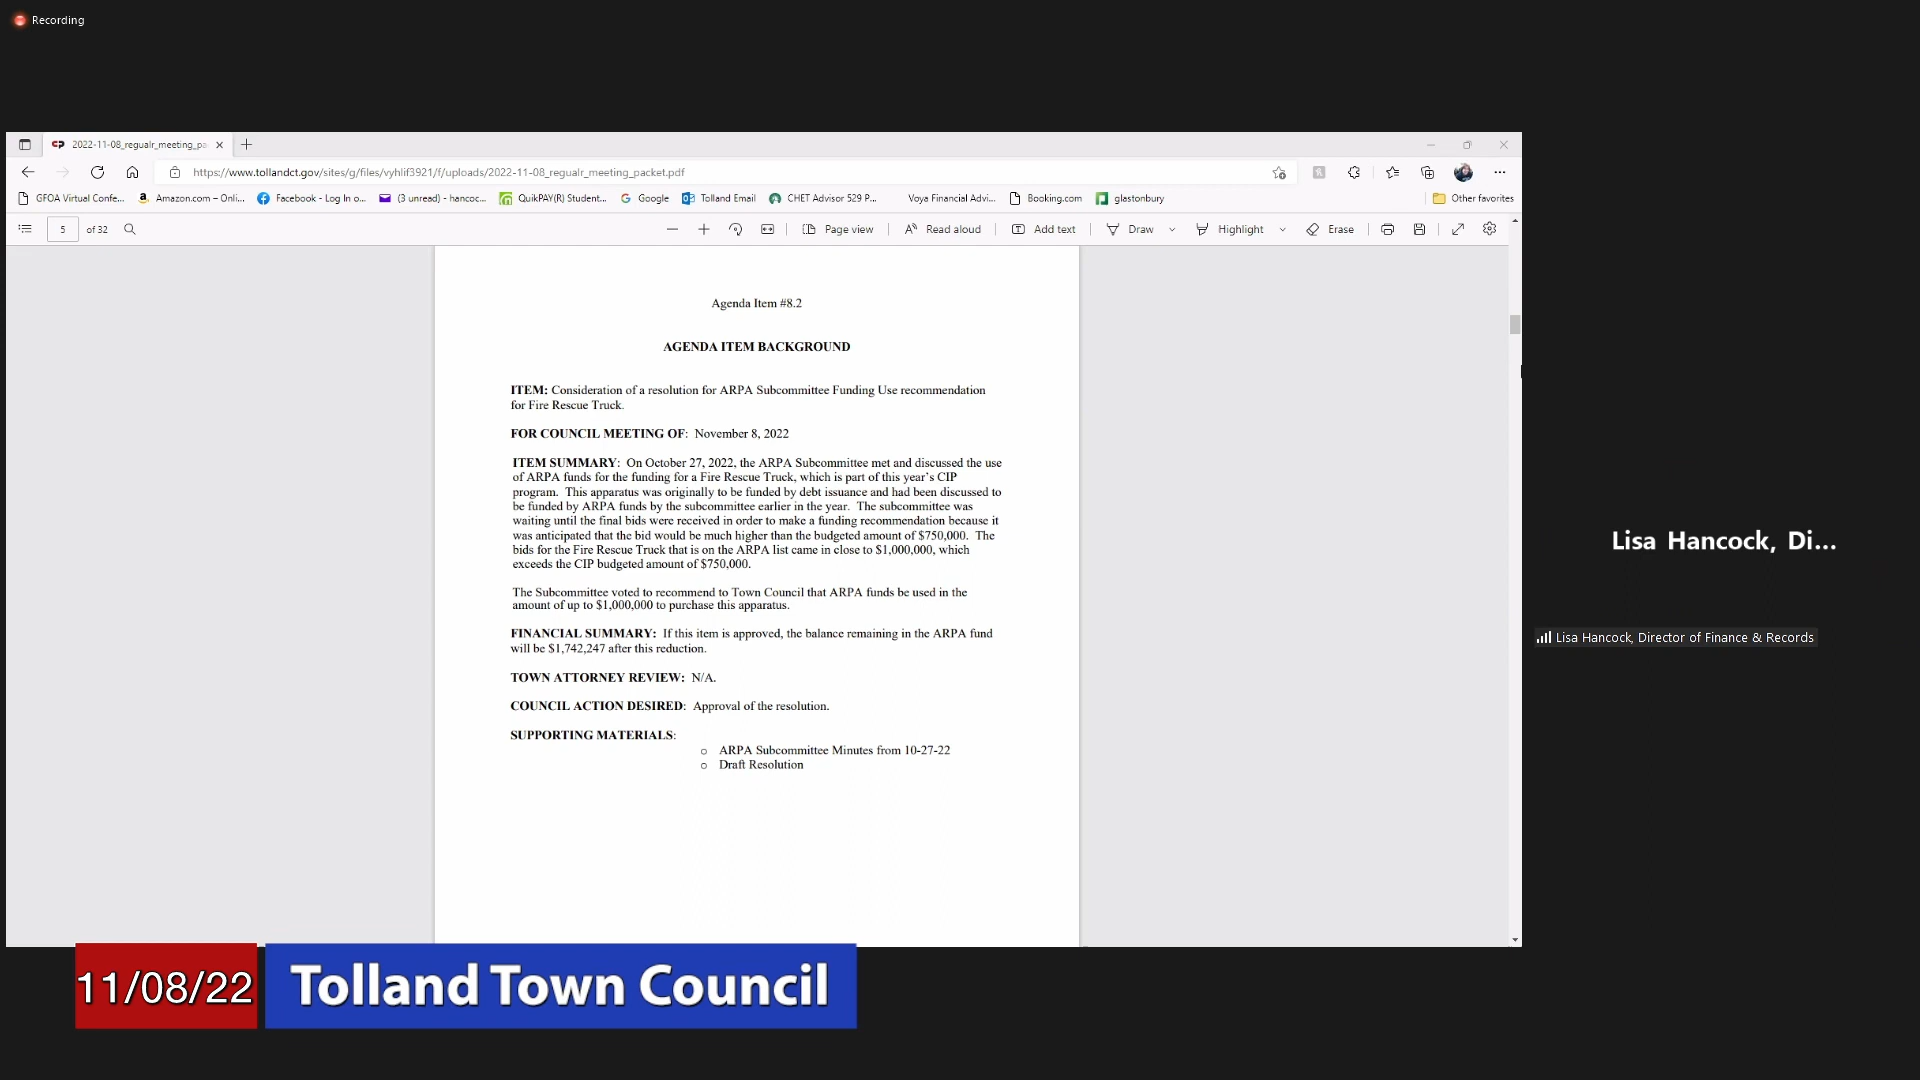 Recording
2022-11-08_regualr_meeting_pa
https://www.tollandct.gov/sites/g/files/vyhlif3921/f/uploads/2022-11-08_regualr_meeting_packet.pdf
GFOA Virtual Confe... Amazon.com – Onli... Facebook - Log In o... (3 unread) - hancoc... QuikPAY(R) Student... Google Tolland Email CHET Advisor 529 P... Voya Financial Advi... Booking.com glastonbury Other favorites
5 of 32 Page view Read aloud Add text Draw Highlight Erase
Agenda Item #8.2
AGENDA ITEM BACKGROUND
ITEM: Consideration of a resolution for ARPA Subcommittee Funding Use recommendation
for Fire Rescue Truck.
FOR COUNCIL MEETING OF: November 8, 2022
ITEM SUMMARY: On October 27, 2022, the ARPA Subcommittee met and discussed the use
of ARPA funds for the funding for a Fire Rescue Truck, which is part of this year's CIP
program. This apparatus was originally to be funded by debt issuance and had been discussed to
be funded by ARPA funds by the subcommittee earlier in the year. The subcommittee was
waiting until the final bids were received in order to make a funding recommendation because it
was anticipated that the bid would be much higher than the budgeted amount of $750,000. The
bids for the Fire Rescue Truck that is on the ARPA list came in close to $1,000,000, which
exceeds the CIP budgeted amount of $750,000.
The Subcommittee voted to recommend to Town Council that ARPA funds be used in the
amount of up to $1,000,000 to purchase this apparatus.
FINANCIAL SUMMARY: If this item is approved, the balance remaining in the ARPA fund
will be $1,742,247 after this reduction.
TOWN ATTORNEY REVIEW: N/A.
COUNCIL ACTION DESIRED: Approval of the resolution.
SUPPORTING MATERIALS:
o ARPA Subcommittee Minutes from 10-27-22
o Draft Resolution
Lisa Hancock, Di...
Lisa Hancock, Director of Finance & Records
11/08/22 Tolland Town Council